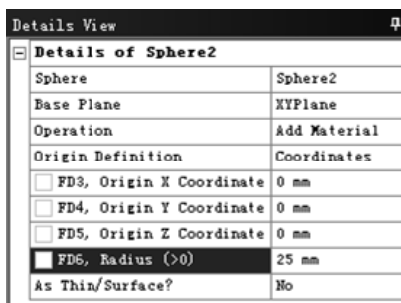 Details View
Details of Sphere2
Sphere Sphere2
Base Plane XYPlane
Operation Add Material
Origin Definition Coordinates
FD3, Origin X Coordinate 0 mm
FD4, Origin Y Coordinate 0 mm
FD5, Origin Z Coordinate 0 mm
FD6, Radius (>0) 25 mm
As Thin/Surface? No